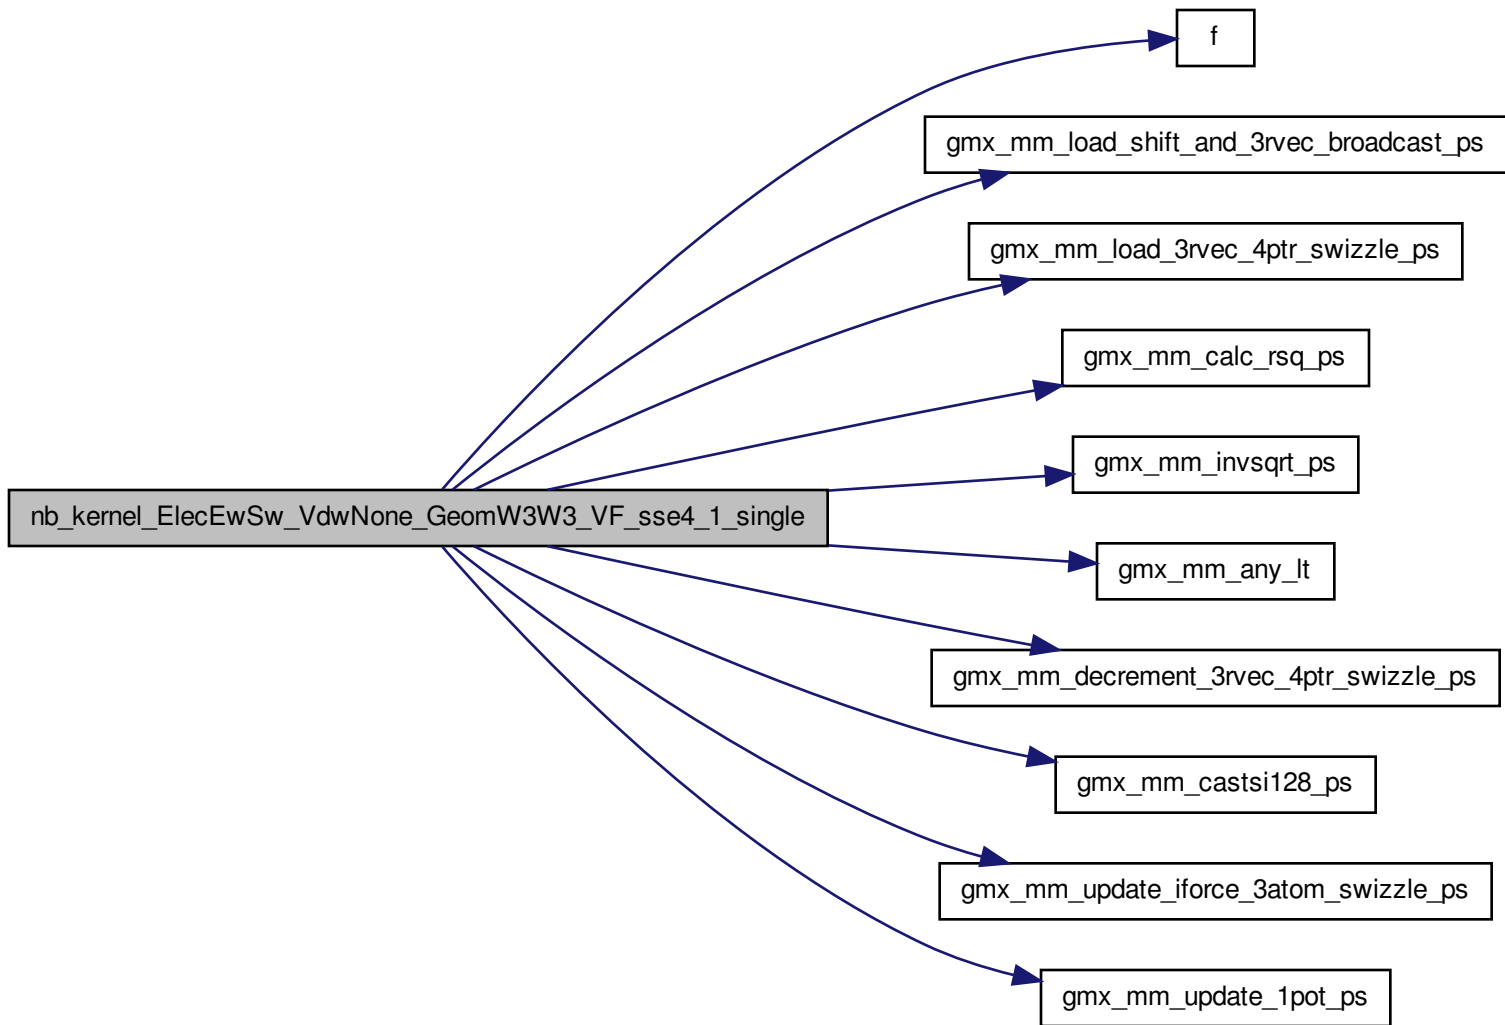 f
gmx_mm_load_shift_and_3rvec_broadcast_ps
gmx_mm_load_3rvec_4ptr_swizzle_ps
gmx_mm_calc_rsq_ps
gmx_mm_invsqrt_ps
nb_kernel_ElecEwSw_VdwNone_GeomW3W3_VF_sse4_1_single
gmx_mm_any_lt
gmx_mm_decrement_3rvec_4ptr_swizzle_ps
gmx_mm_castsi128_ps
gmx_mm_update_iforce_3atom_swizzle_ps
gmx_mm_update_1pot_ps